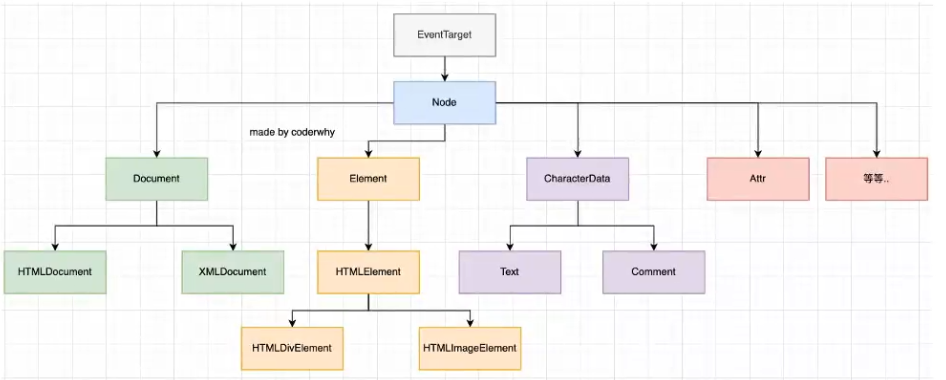 EventTarget
Node
made by coderwhy
Document
Element
CharacterData
Attr
等等..
HTMLDocument
XMLDocument
HTMLElement
Text
Comment
HTMLDivElement
HTMLImageElement